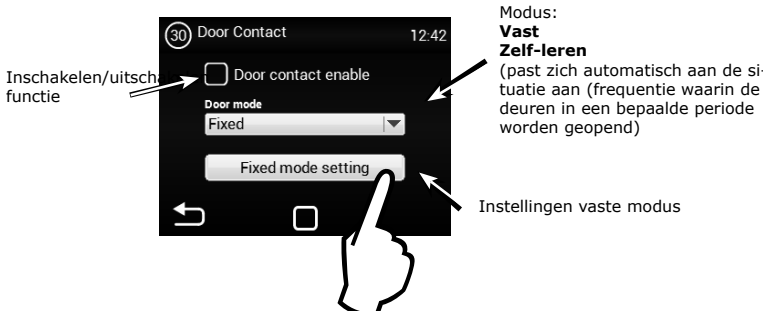 30 Door Contact 12:42
Door contact enable
Door mode
Fixed
Fixed mode setting
Inschakelen/uitscha
functie
Modus:
Vast
Zelf-leren
(past zich automatisch aan de si-
tuatie aan (frequentie waarin de
deuren in een bepaalde periode
worden geopend)
Instellingen vaste modus